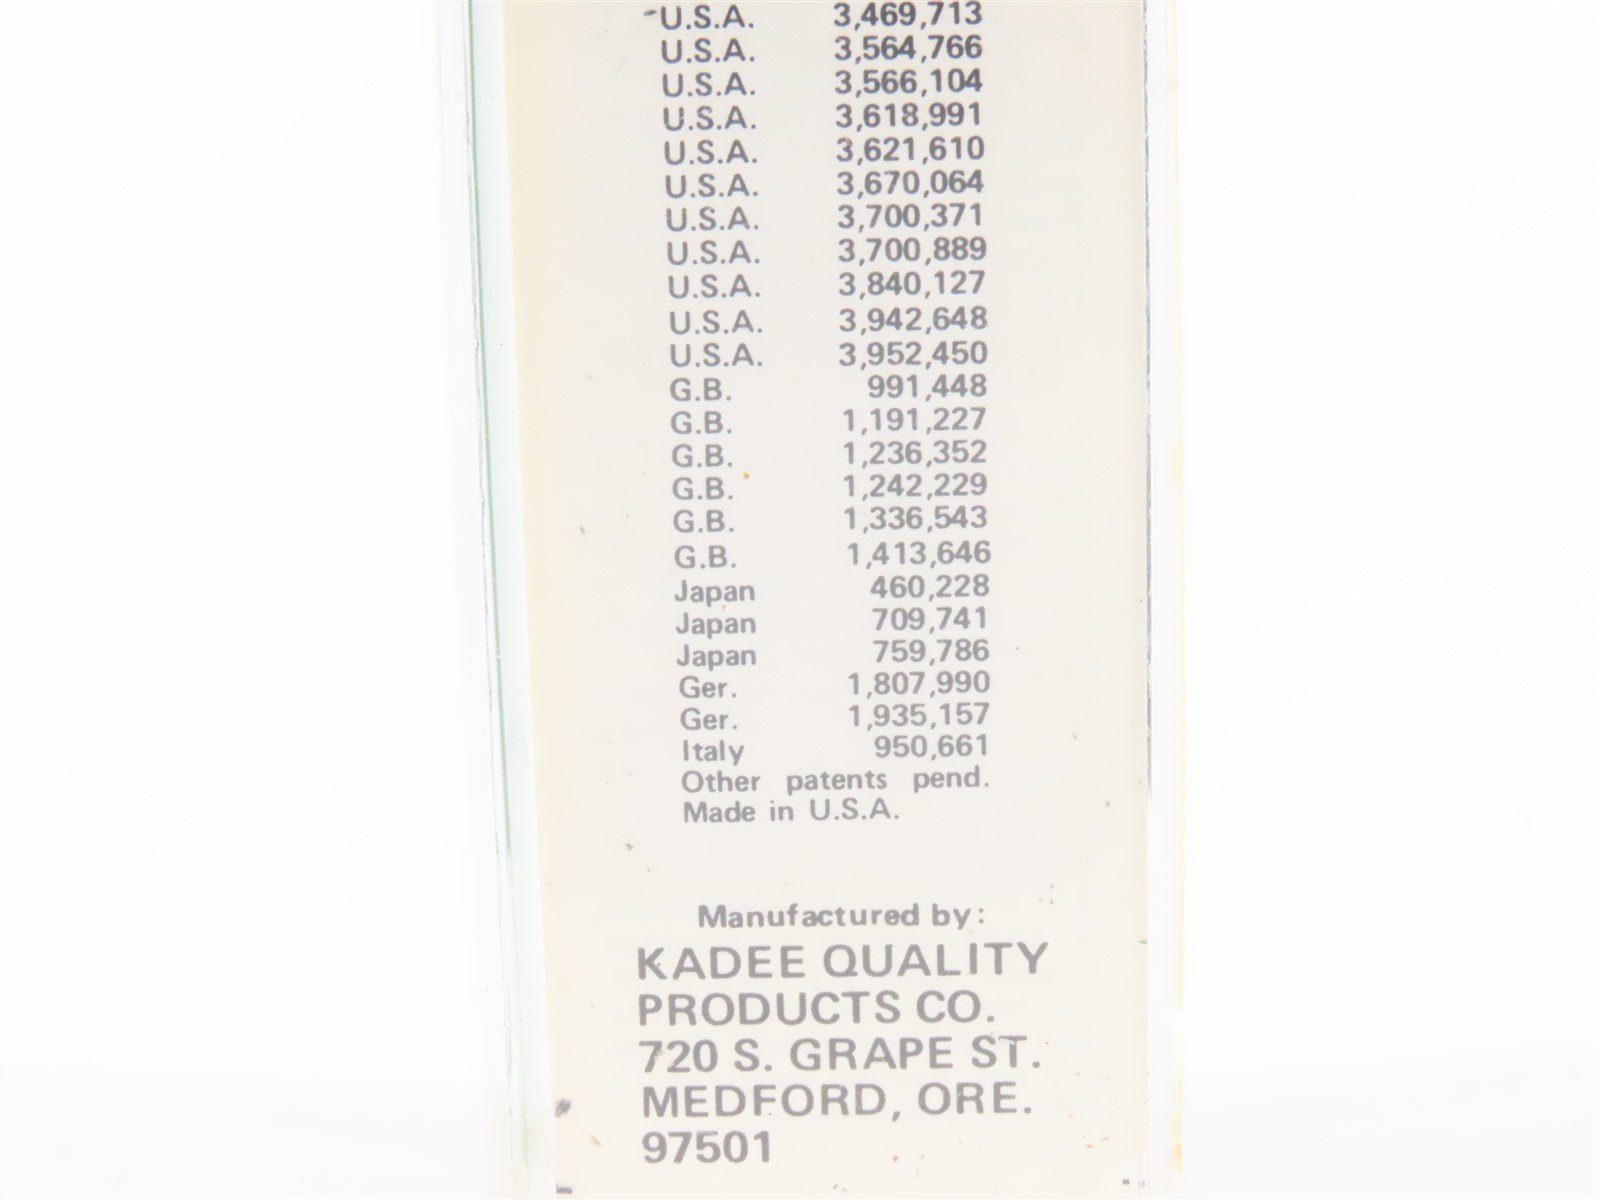 U.S.A. 3,469,713
U.S.A. 3,564,766
U.S.A. 3,566,104
U.S.A. 3,618,991
U.S.A. 3,621,610
U.S.A. 3,670,064
U.S.A. 3,700,371
U.S.A. 3,700,889
U.S.A. 3,840,127
U.S.A. 3,942,648
U.S.A. 3,952,450
G.B. 991,448
G.B. 1,191,227
G.B. 1,236,352
G.B. 1,242,229
G.B. 1,336,543
G.B. 1,413,646
Japan 460,228
Japan 709,741
Japan 759,786
Ger. 1,807,990
Ger. 1,935,157
Italy 950,661
Other patents pend.
Made in U.S.A.
Manufactured by:
KADEE QUALITY
PRODUCTS CO.
720 S. GRAPE ST.
MEDFORD, ORE.
97501